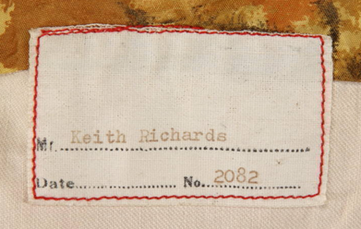 Mr. Keith Richards
Date.................... No. 2082